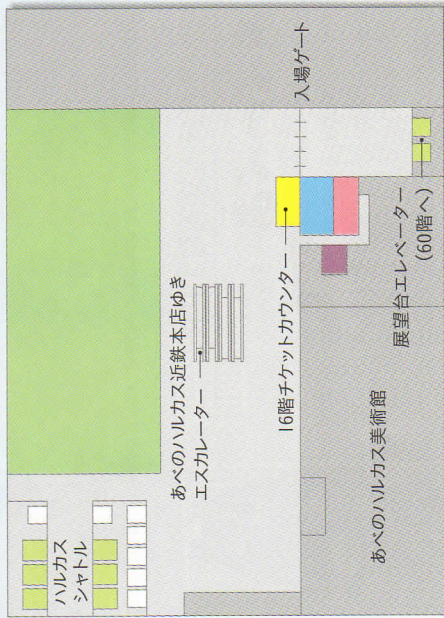 ハルカス
シャトル
あべのハルカス近鉄本店ゆき
エスカレーター
16階チケットカウンター
入場ゲート
あべのハルカス美術館
展望台エレベーター
(60階へ)